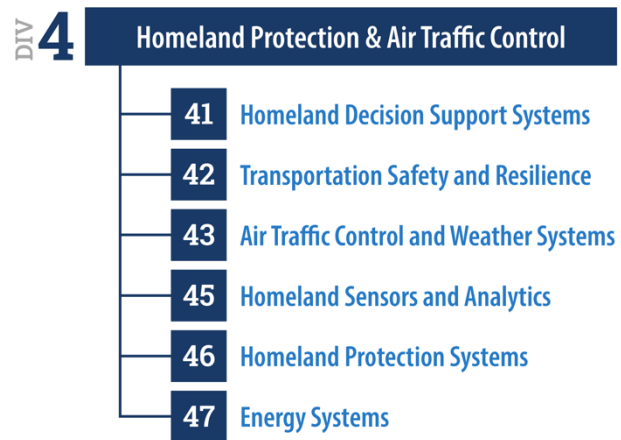 DIV 4 Homeland Protection & Air Traffic Control
41 Homeland Decision Support Systems
42 Transportation Safety and Resilience
43 Air Traffic Control and Weather Systems
45 Homeland Sensors and Analytics
46 Homeland Protection Systems
47 Energy Systems